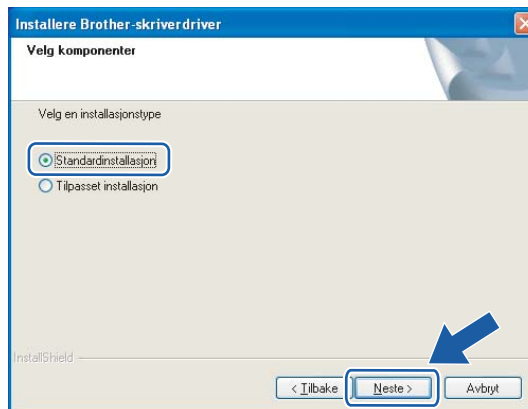 Installere Brother-skriverdriver
Velg komponenter
Velg en installasjonstype
Standardinstallasjon
Tilpasset installasjon
InstallShield
< Tilbake Neste > Avbryt